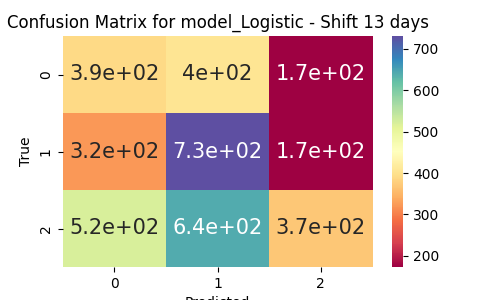 Confusion Matrix for model_Logistic - Shift 13 days
0 3.9e+02 4e+02 1.7e+02
1 3.2e+02 7.3e+02 1.7e+02
2 5.2e+02 6.4e+02 3.7e+02
0 1 2
True
Predicted
700
600
500
400
300
200